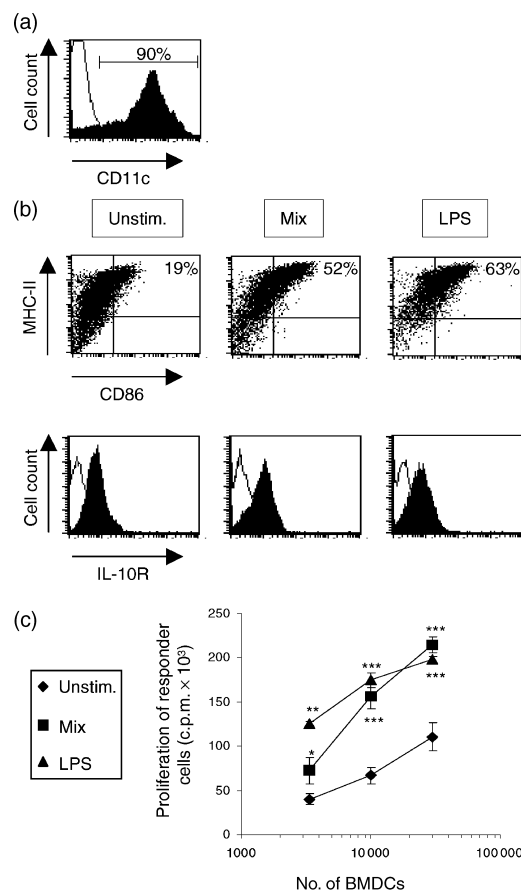 (a)
90%
Cell count
CD11c
(b)
Unstim.
Mix
LPS
19%
52%
63%
MHC-II
CD86
Cell count
IL-10R
(c)
Unstim.
Mix
LPS
Proliferation of responder
cells (c.p.m. × 10³)
250
200
150
100
50
0
***
***
***
***
**
*
1000
10 000
100 000
No. of BMDCs